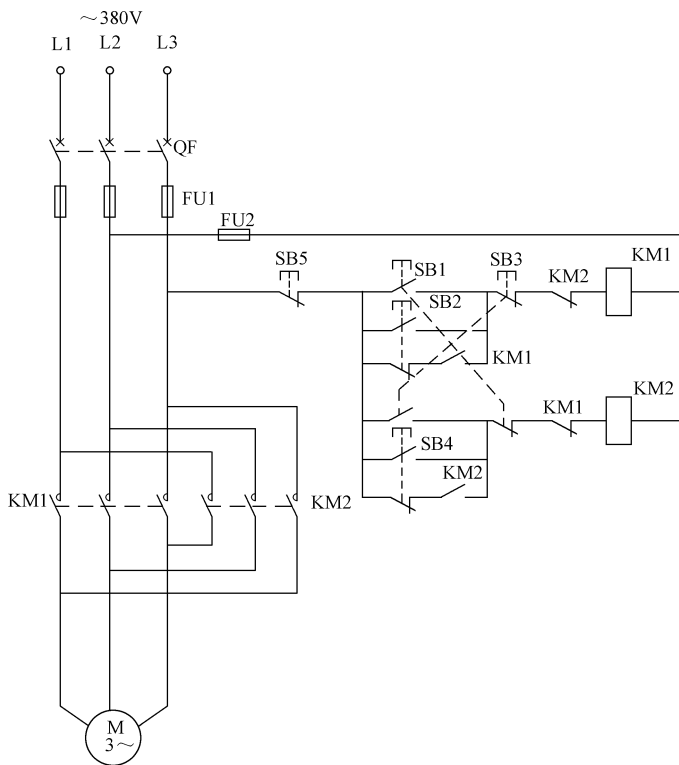 ～380V
L1 L2 L3
QF
FU1
FU2
SB5 SB1 SB3 KM2 KM1
SB2
KM1
KM1 KM2
SB4
KM2
KM1 KM2
M
3～